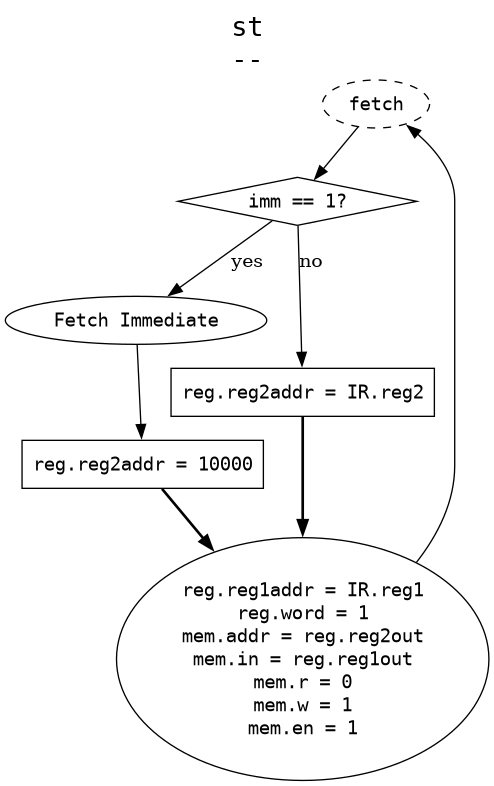 st
--
fetch
imm == 1?
yes
no
Fetch Immediate
reg.reg2addr = IR.reg2
reg.reg2addr = 10000
reg.reg1addr = IR.reg1
reg.word = 1
mem.addr = reg.reg2out
mem.in = reg.reg1out
mem.r = 0
mem.w = 1
mem.en = 1